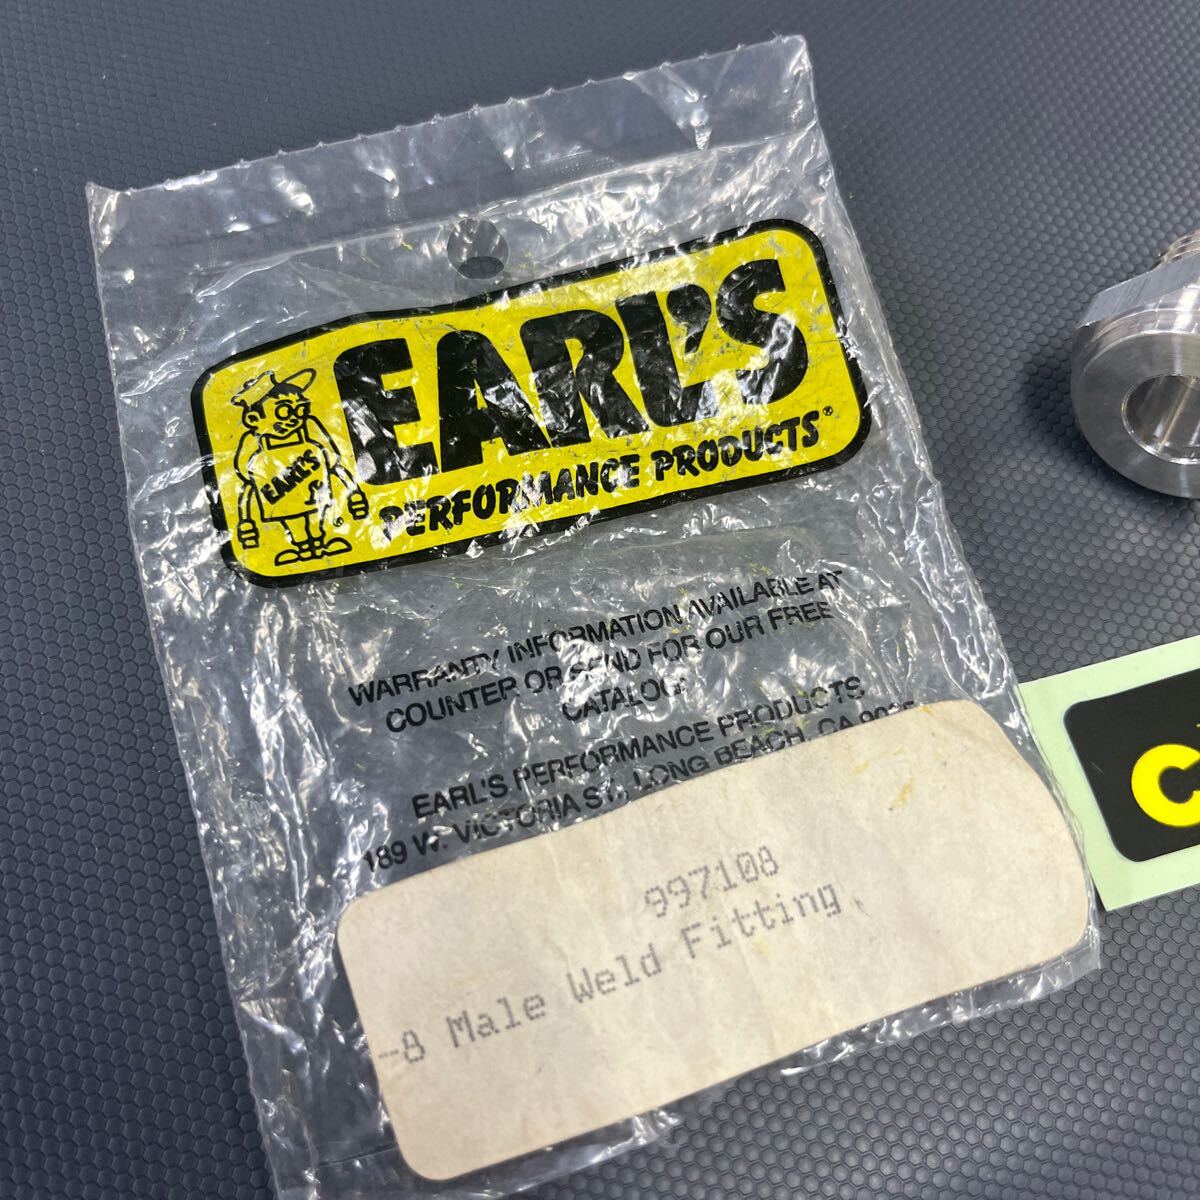 EARL'S
PERFORMANCE PRODUCTS®
EARL'S
®
WARRANTY INFORMATION AVAILABLE AT
COUNTER OR SEND FOR OUR FREE
CATALOG:
EARL'S PERFORMANCE PRODUCTS
189 W. VICTORIA ST., LONG BEACH, CA
997108
-8 Male Weld Fitting
C